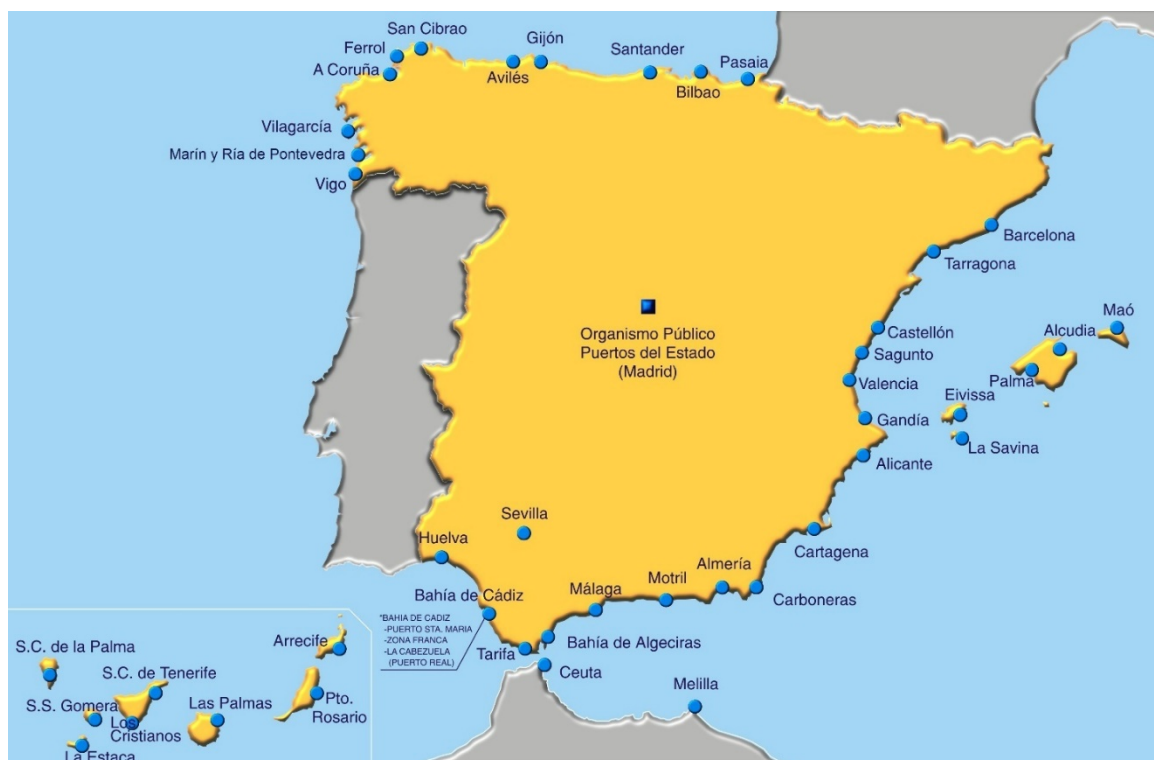 San Cibrao
Ferrol
A Coruña
Avilés
Gijón
Santander
Bilbao
Pasaia
Vilagarcía
Marín y Ría de Pontevedra
Vigo
Barcelona
Tarragona
Castellón
Sagunto
Valencia
Gandía
Alicante
Maó
Alcudia
Palma
Eivissa
La Savina
Organismo Público
Puertos del Estado
(Madrid)
Sevilla
Huelva
Bahía de Cádiz
*BAHIA DE CADIZ
-PUERTO STA. MARIA
-ZONA FRANCA
-LA CABEZUELA
(PUERTO REAL)
Tarifa
Bahía de Algeciras
Málaga
Motril
Almería
Carboneras
Cartagena
Ceuta
Melilla
S.C. de la Palma
S.C. de Tenerife
S.S. Gomera
Los
Cristianos
La Estaca
Las Palmas
Arrecife
Pto.
Rosario